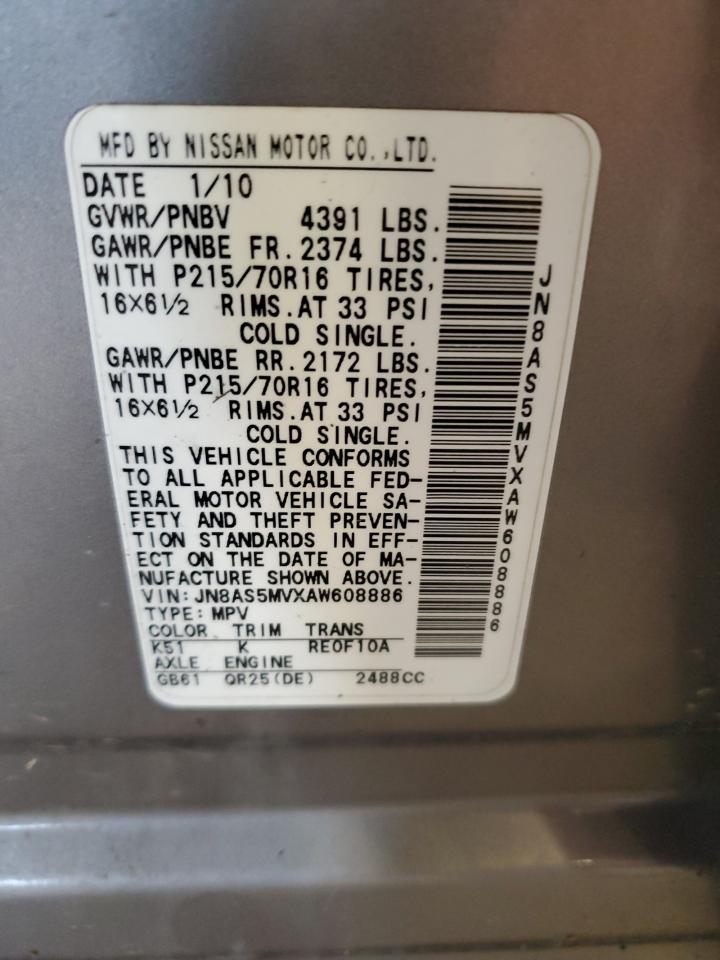 MFD BY NISSAN MOTOR CO.,LTD.
DATE 1/10
GVWR/PNBV 4391 LBS.
GAWR/PNBE FR. 2374 LBS.
WITH P215/70R16 TIRES,
16X6½ RIMS. AT 33 PSI
COLD SINGLE.
GAWR/PNBE RR. 2172 LBS.
WITH P215/70R16 TIRES,
16X6½ RIMS. AT 33 PSI
COLD SINGLE.
THIS VEHICLE CONFORMS
TO ALL APPLICABLE FED-
ERAL MOTOR VEHICLE SA-
FETY AND THEFT PREVEN-
TION STANDARDS IN EFF-
ECT ON THE DATE OF MA-
NUFACTURE SHOWN ABOVE.
VIN: JN8AS5MVXAW608886
TYPE: MPV
COLOR TRIM TRANS
K51 K RE0F10A
AXLE ENGINE
GB61 QR25(DE) 2488CC
JN8AS5MVXAW608886